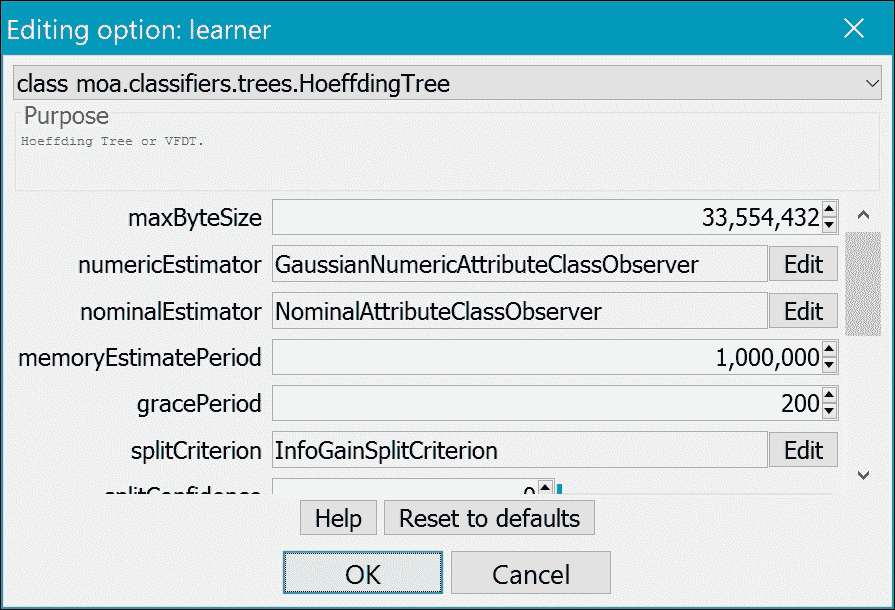 Editing option: learner
class moa.classifiers.trees.HoeffdingTree
Purpose
Hoeffding Tree or VFDT.
maxByteSize 33,554,432
numericEstimator GaussianNumericAttributeClassObserver Edit
nominalEstimator NominalAttributeClassObserver Edit
memoryEstimatePeriod 1,000,000
gracePeriod 200
splitCriterion InfoGainSplitCriterion Edit
splitConfidence 0
Help Reset to defaults
OK Cancel